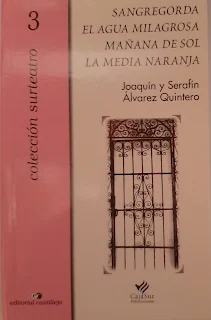 3
colección surteatro
SANGREGORDA
EL AGUA MILAGROSA
MAÑANA DE SOL
LA MEDIA NARANJA
Joaquín y Serafín
Alvarez Quintero
editorial castillejo
CajaSur